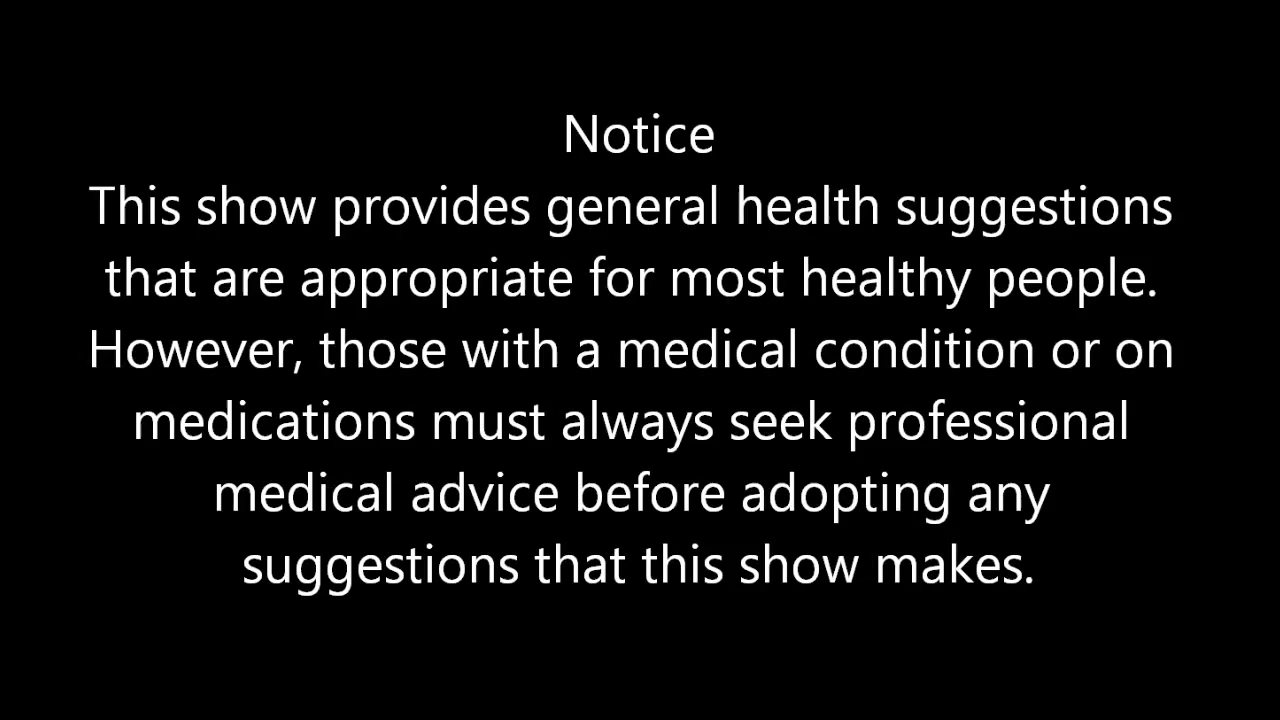 Notice
This show provides general health suggestions
that are appropriate for most healthy people.
However, those with a medical condition or on
medications must always seek professional
medical advice before adopting any
suggestions that this show makes.